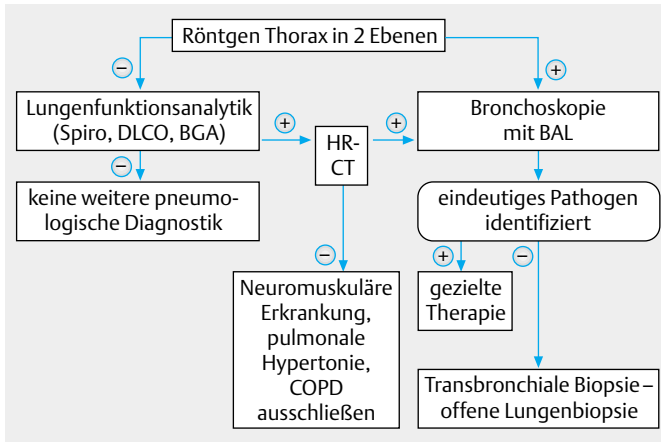 Röntgen Thorax in 2 Ebenen
−
+
Lungenfunktionsanalytik
(Spiro, DLCO, BGA)
+
HR-
CT
+
Bronchoskopie
mit BAL
−
keine weitere pneumo-
logische Diagnostik
eindeutiges Pathogen
identifiziert
−
+
−
Neuromuskuläre
Erkrankung,
pulmonale
Hypertonie,
COPD
ausschließen
gezielte
Therapie
Transbronchiale Biopsie –
offene Lungenbiopsie